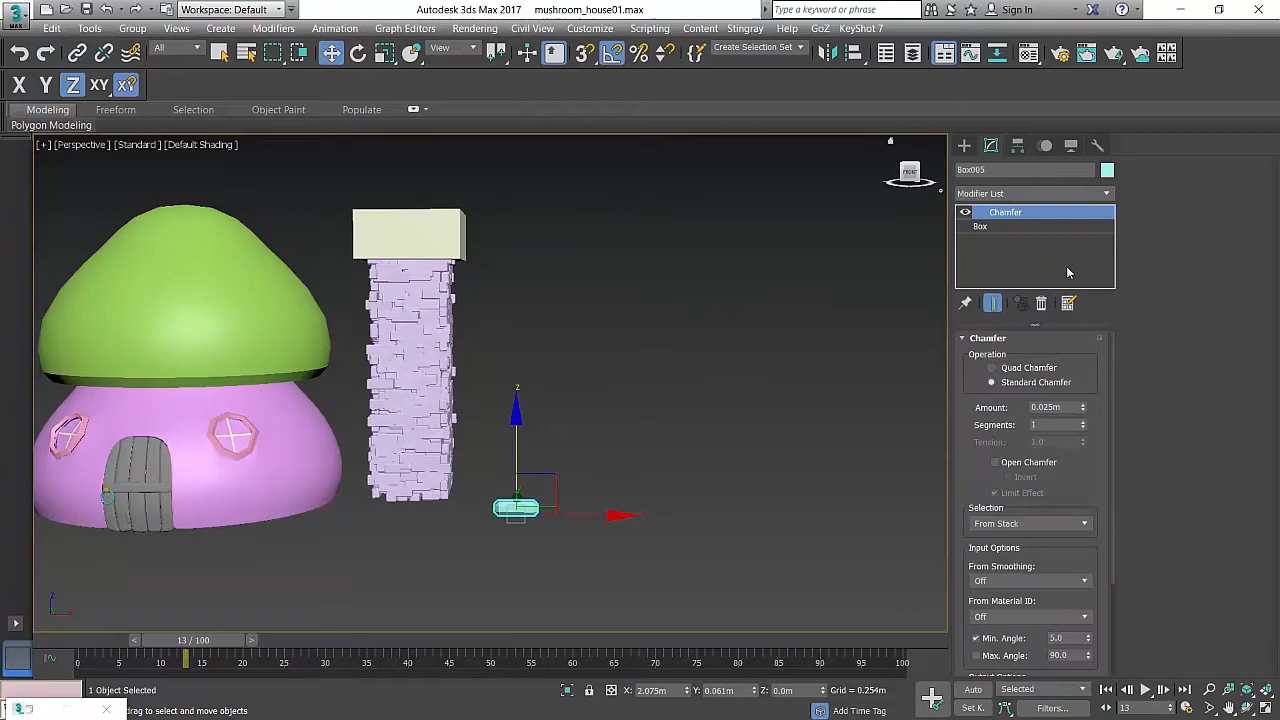 3 Workspace: Default Autodesk 3ds Max 2017 mushroom_house01.max Type a keyword or phrase Sign In
MAX
Edit Tools Group Views Create Modifiers Animation Graph Editors Rendering Civil View Customize Scripting Content Help GoZ KeyShot 7
All View 3 Create Selection Set
X Y Z XY XY
Modeling Freeform Selection Object Paint Populate
Polygon Modeling
[+] [Perspective ] [Standard ] [Default Shading ]
Box005
Modifier List
Chamfer
Box
Chamfer
Operation
Quad Chamfer
Standard Chamfer
Amount: 0.025m
Segments: 1
Tension: 1.0
Open Chamfer
Invert
Limit Effect
Selection
From Stack
Input Options
From Smoothing:
Off
From Material ID:
Off
Min. Angle: 5.0
Max. Angle: 90.0
z
z
x
< 13 / 100 >
0 5 10 15 20 25 30 35 40 45 50 55 60 65 70 75 80 85 90 95 100
1 Object Selected X: 2.075m Y: 0.061m Z: 0.0m Grid = 0.254m Auto Selected
drag to select and move objects Add Time Tag Set K. Filters... 13